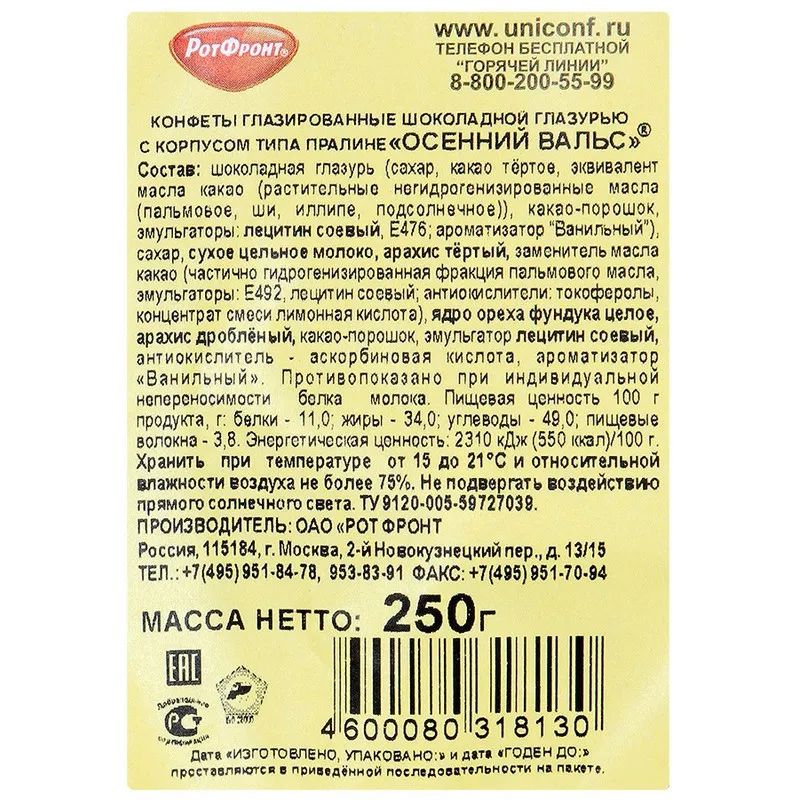 РотФронт®
www. uniconf. ru
ТЕЛЕФОН БЕСПЛАТНОЙ
"ГОРЯЧЕЙ ЛИНИИ"
8-800-200-55-99
КОНФЕТЫ ГЛАЗИРОВАННЫЕ ШОКОЛАДНОЙ ГЛАЗУРЬЮ
С КОРПУСОМ ТИПА ПРАЛИНЕ «ОСЕННИЙ ВАЛЬС»®
Состав: шоколадная глазурь (сахар, какао тёртое, эквивалент
масла какао (растительные негидрогенизированные масла
(пальмовое, ши, иллипе, подсолнечное)), какао-порошок,
эмульгаторы: лецитин соевый, Е476; ароматизатор "Ванильный"),
сахар, сухое цельное молоко, арахис тёртый, заменитель масла
какао (частично гидрогенизированная фракция пальмового масла,
эмульгаторы: Е492, лецитин соевый; антиокислители: токоферолы,
концентрат смеси лимонная кислота), ядро ореха фундука целое,
арахис дроблёный, какао-порошок, эмульгатор лецитин соевый,
антиокислитель - аскорбиновая кислота, ароматизатор
«Ванильный». Противопоказано при индивидуальной
непереносимости белка молока. Пищевая ценность 100 г
продукта, г: белки - 11,0; жиры - 34,0; углеводы - 49,0; пищевые
волокна - 3,8. Энергетическая ценность: 2310 кДж (550 ккал)/100 г.
Хранить при температуре от 15 до 21°С и относительной
влажности воздуха не более 75%. Не подвергать воздействию
прямого солнечного света. ТУ 9120-005-59727039.
ПРОИЗВОДИТЕЛЬ: ОАО «РОТ ФРОНТ
Россия, 115184, г. Москва, 2-й Новокузнецкий пер., д. 13/15
ТЕЛ.: +7(495) 951-84-78, 953-83-91 ФАКС: +7(495) 951-70-94
МАССА НЕТТО: 250г
ЕАС
Добровольная
РС
сертификация
4 600080 318130
Дата «ИЗГОТОВЛЕНО, УПАКОВАНО:» и дата «ГОДЕН ДО:»
проставляются в приведённой последовательности на пакете.